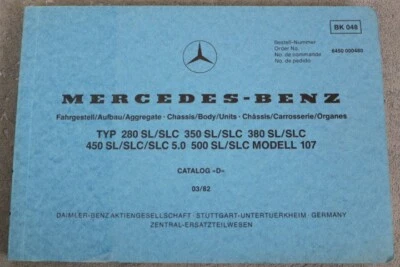 BK 048
Bestell-Nummer
Order No.
No. de commande
No. de pedido
6400 000480
MERCEDES-BENZ
Fahrgestell/Aufbau/Aggregate · Chassis/Body/Units · Châssis/Carrosserie/Organes
TYP 280 SL/SLC 350 SL/SLC 380 SL/SLC
450 SL/SLC/SLC 5.0 500 SL/SLC MODELL 107
CATALOG «D»
03/82
DAIMLER-BENZ AKTIENGESELLSCHAFT STUTTGART-UNTERTUERKHEIM GERMANY
ZENTRAL-ERSATZTEILWESEN